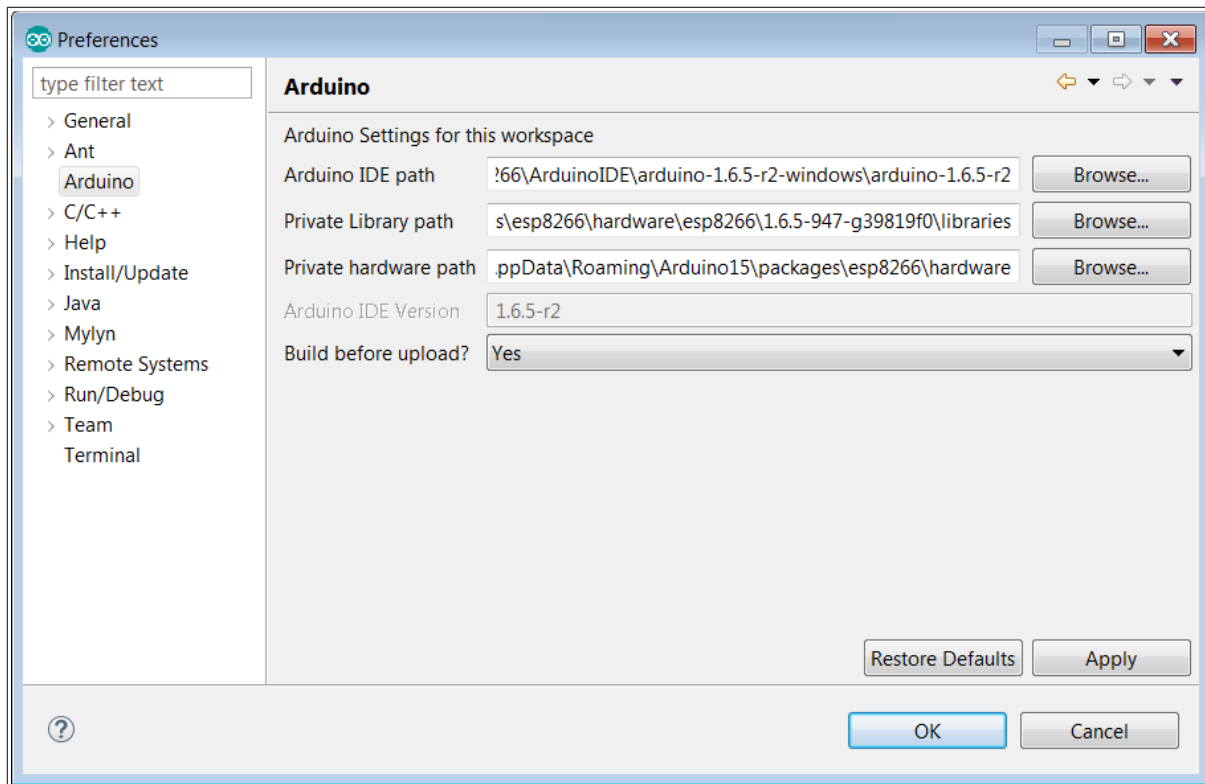 Preferences
type filter text
General
Ant
Arduino
C/C++
Help
Install/Update
Java
Mylyn
Remote Systems
Run/Debug
Team
Terminal
Arduino
Arduino Settings for this workspace
Arduino IDE path 66\ArduinoIDE\arduino-1.6.5-r2-windows\arduino-1.6.5-r2 Browse...
Private Library path s\esp8266\hardware\esp8266\1.6.5-947-g39819f0\libraries Browse...
Private hardware path ppData\Roaming\Arduino15\packages\esp8266\hardware Browse...
Arduino IDE Version 1.6.5-r2
Build before upload? Yes
Restore Defaults Apply
? OK Cancel